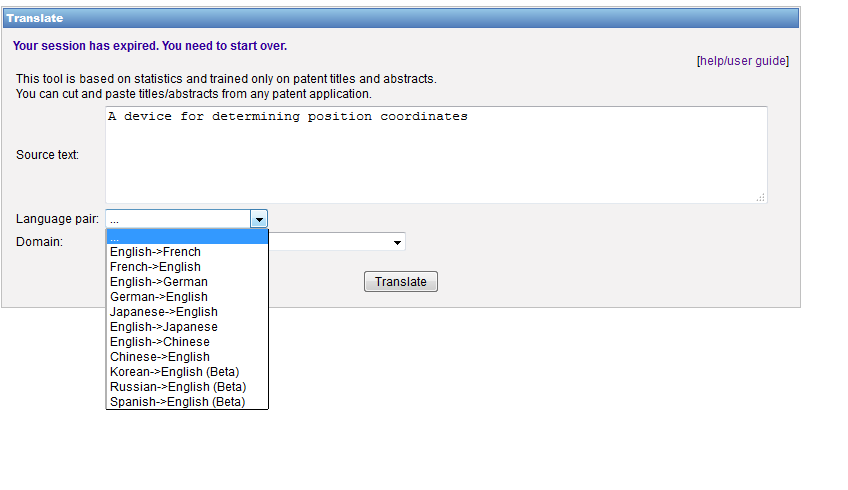 Translate
Your session has expired. You need to start over.
[help/user guide]
This tool is based on statistics and trained only on patent titles and abstracts.
You can cut and paste titles/abstracts from any patent application.
Source text:
A device for determining position coordinates
Language pair:
...
Domain:
...
English->French
French->English
English->German
German->English
Japanese->English
English->Japanese
English->Chinese
Chinese->English
Korean->English (Beta)
Russian->English (Beta)
Spanish->English (Beta)
Translate